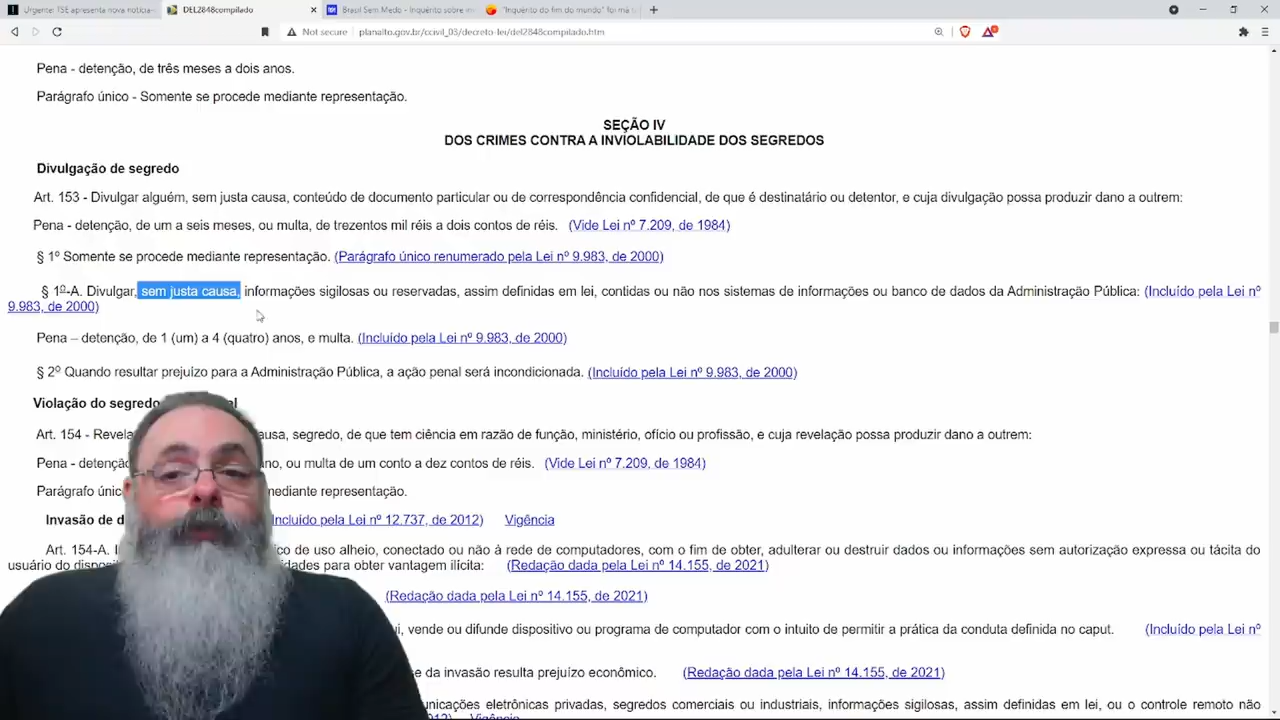 Urgente: TSE apresenta nova notícia-
DEL2848compilado
Brasil Sem Medo - Inquérito sobre in
"Inquérito do fim do mundo" foi má
Not secure planalto.gov.br/ccivil_03/decreto-lei/del2848compilado.htm
Pena - detenção, de três meses a dois anos.
Parágrafo único - Somente se procede mediante representação.
SEÇÃO IV
DOS CRIMES CONTRA A INVIOLABILIDADE DOS SEGREDOS
Divulgação de segredo
Art. 153 - Divulgar alguém, sem justa causa, conteúdo de documento particular ou de correspondência confidencial, de que é destinatário ou detentor, e cuja divulgação possa produzir dano a outrem:
Pena - detenção, de um a seis meses, ou multa, de trezentos mil réis a dois contos de réis. (Vide Lei nº 7.209, de 1984)
§ 1º Somente se procede mediante representação. (Parágrafo único renumerado pela Lei nº 9.983, de 2000)
§ 1º-A. Divulgar, sem justa causa, informações sigilosas ou reservadas, assim definidas em lei, contidas ou não nos sistemas de informações ou banco de dados da Administração Pública: (Incluído pela Lei nº
9.983, de 2000)
Pena – detenção, de 1 (um) a 4 (quatro) anos, e multa. (Incluído pela Lei nº 9.983, de 2000)
§ 2º Quando resultar prejuízo para a Administração Pública, a ação penal será incondicionada. (Incluído pela Lei nº 9.983, de 2000)
Violação do segredo al
Art. 154 - Revela ausa, segredo, de que tem ciência em razão de função, ministério, ofício ou profissão, e cuja revelação possa produzir dano a outrem:
Pena - detenção ano, ou multa de um conto a dez contos de réis. (Vide Lei nº 7.209, de 1984)
Parágrafo únic mediante representação.
Invasão de d Incluído pela Lei nº 12.737, de 2012) Vigência
Art. 154-A. I ico de uso alheio, conectado ou não à rede de computadores, com o fim de obter, adulterar ou destruir dados ou informações sem autorização expressa ou tácita do
usuário do disposi idades para obter vantagem ilícita: (Redação dada pela Lei nº 14.155, de 2021)
(Redação dada pela Lei nº 14.155, de 2021)
ui, vende ou difunde dispositivo ou programa de computador com o intuito de permitir a prática da conduta definida no caput. (Incluído pela Lei nº
e da invasão resulta prejuízo econômico. (Redação dada pela Lei nº 14.155, de 2021)
municações eletrônicas privadas, segredos comerciais ou industriais, informações sigilosas, assim definidas em lei, ou o controle remoto não
Vigência